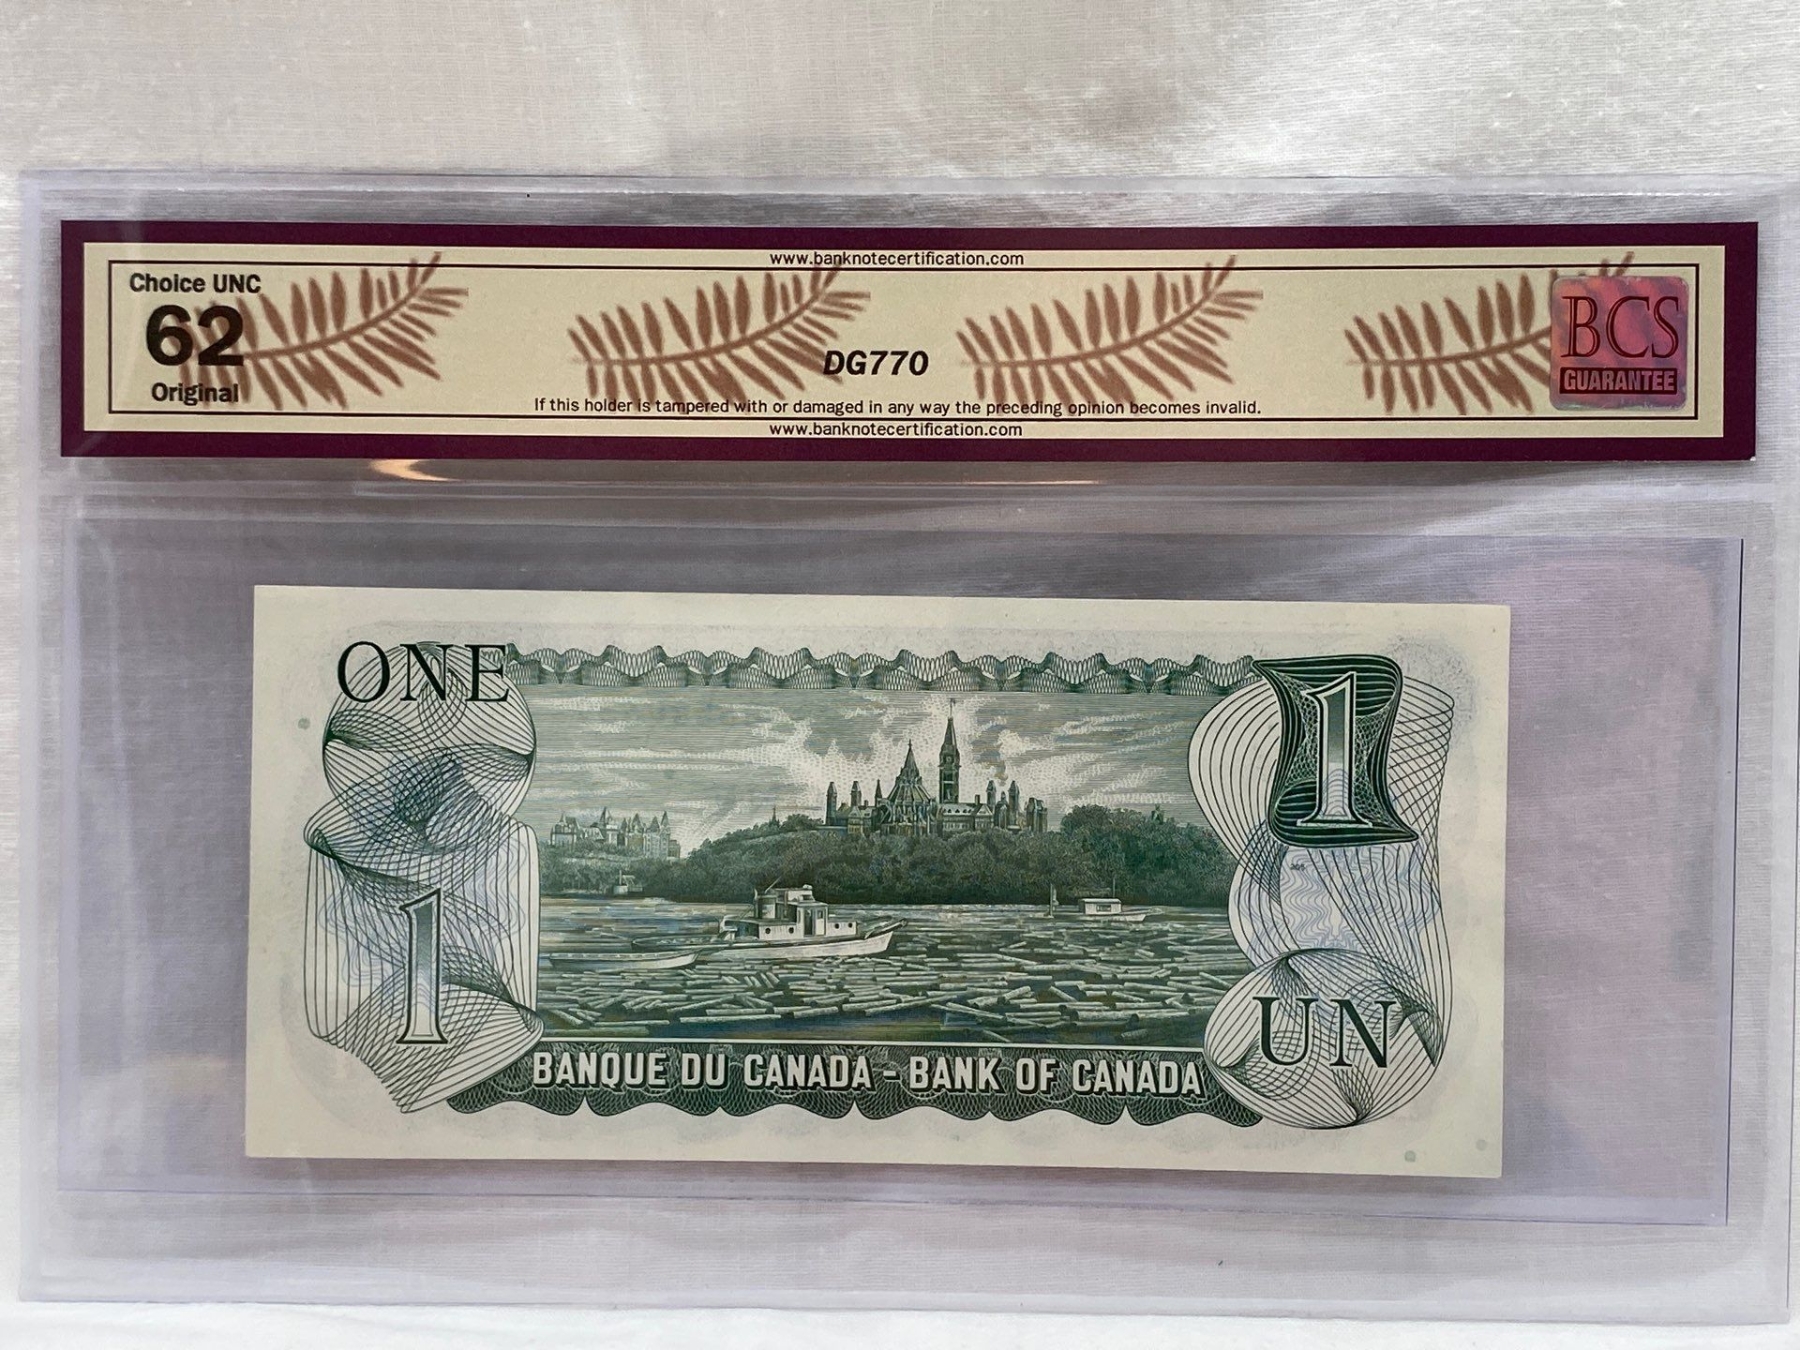 www.banknotecertification.com
Choice UNC
62
Original
DG770
If this holder is tampered with or damaged in any way the preceding opinion becomes invalid.
www.banknotecertification.com
BCS
GUARANTEE
ONE
1
1
UN
BANQUE DU CANADA - BANK OF CANADA